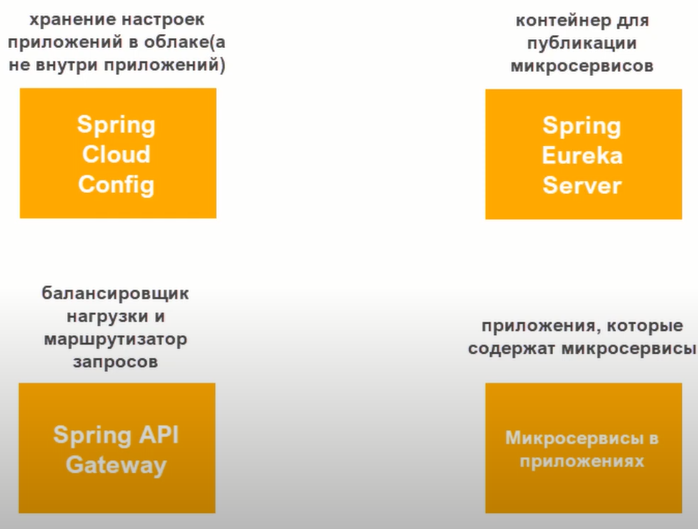 хранение настроек
приложений в облаке(а
не внутри приложений)
Spring
Cloud
Config
контейнер для
публикации
микросервисов
Spring
Eureka
Server
балансировщик
нагрузки и
маршрутизатор
запросов
Spring API
Gateway
приложения, которые
содержат микросервисы
Микросервисы в
приложениях